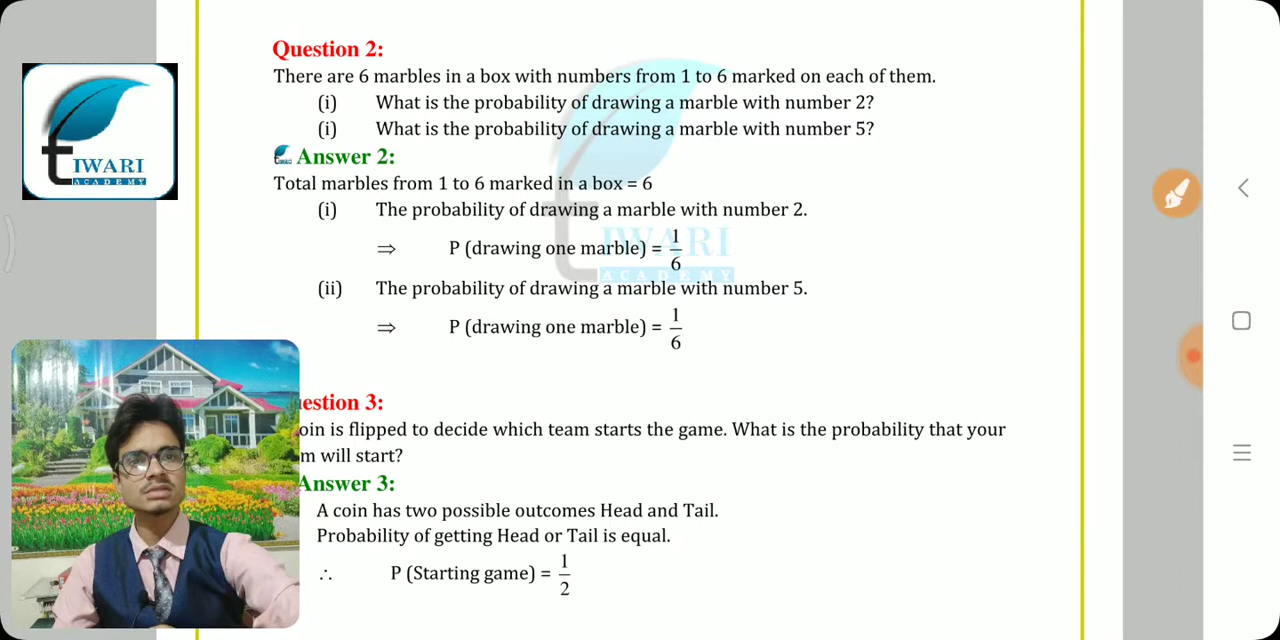 Question 2:
There are 6 marbles in a box with numbers from 1 to 6 marked on each of them.
(i) What is the probability of drawing a marble with number 2?
(i) What is the probability of drawing a marble with number 5?
Answer 2:
Total marbles from 1 to 6 marked in a box = 6
(i) The probability of drawing a marble with number 2.
⇒ P (drawing one marble) = 1/6
(ii) The probability of drawing a marble with number 5.
⇒ P (drawing one marble) = 1/6
uestion 3:
oin is flipped to decide which team starts the game. What is the probability that your
m will start?
Answer 3:
A coin has two possible outcomes Head and Tail.
Probability of getting Head or Tail is equal.
∴ P (Starting game) = 1/2
tIWARI
ACADEMY
tIWARI
ACADEMY